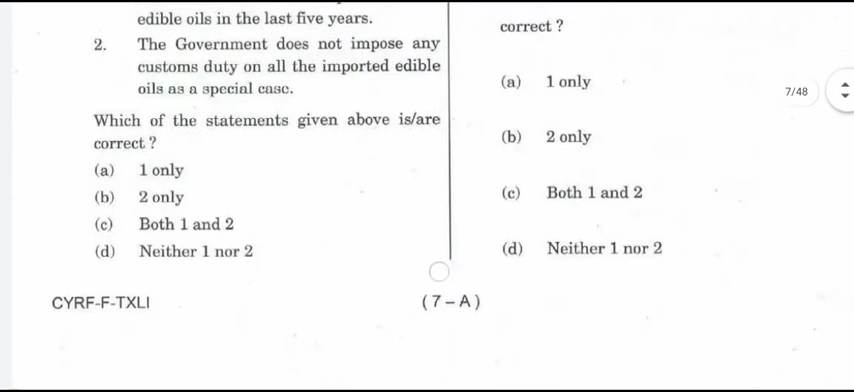 edible oils in the last five years.
2. The Government does not impose any
customs duty on all the imported edible
oils as a special case.
Which of the statements given above is/are
correct ?
(a) 1 only
(b) 2 only
(c) Both 1 and 2
(d) Neither 1 nor 2
correct ?
(a) 1 only
(b) 2 only
(c) Both 1 and 2
(d) Neither 1 nor 2
7/48
CYRF-F-TXLI
( 7 – A )